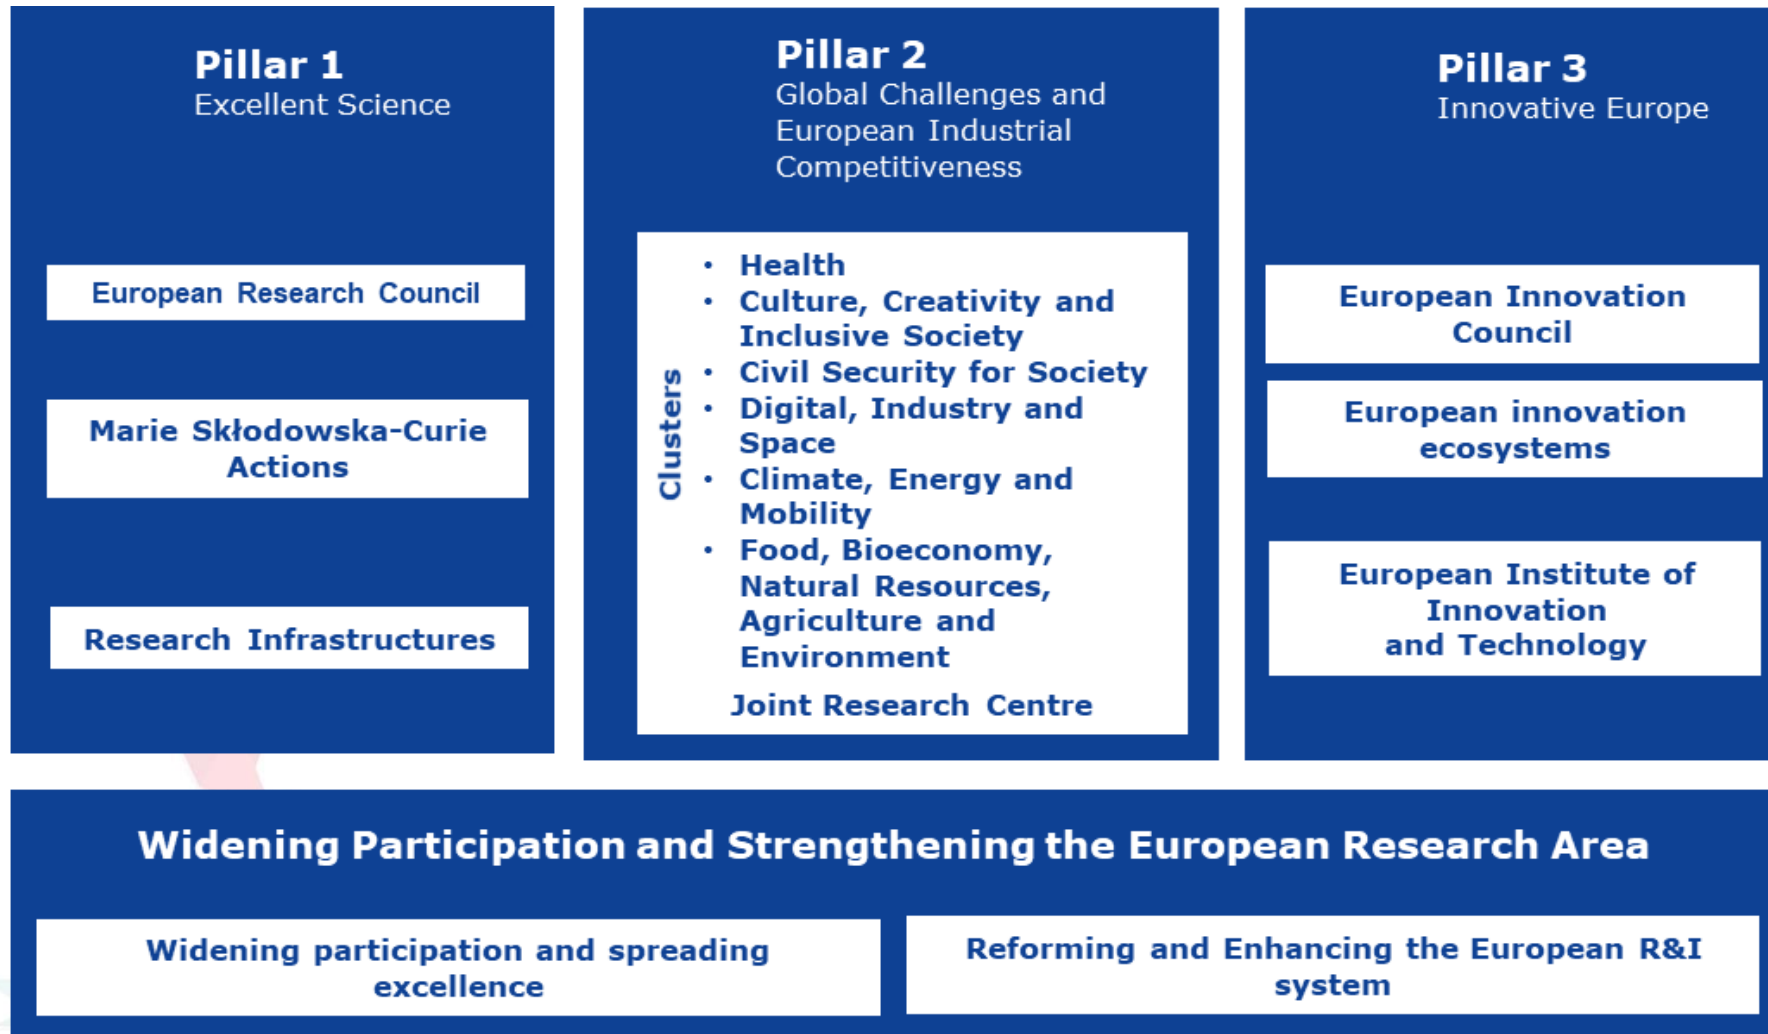 Pillar 1
Excellent Science
European Research Council
Marie Skłodowska-Curie
Actions
Research Infrastructures
Pillar 2
Global Challenges and
European Industrial
Competitiveness
Clusters
• Health
• Culture, Creativity and
Inclusive Society
• Civil Security for Society
• Digital, Industry and
Space
• Climate, Energy and
Mobility
• Food, Bioeconomy,
Natural Resources,
Agriculture and
Environment
Joint Research Centre
Pillar 3
Innovative Europe
European Innovation
Council
European innovation
ecosystems
European Institute of
Innovation
and Technology
Widening Participation and Strengthening the European Research Area
Widening participation and spreading
excellence
Reforming and Enhancing the European R&I
system